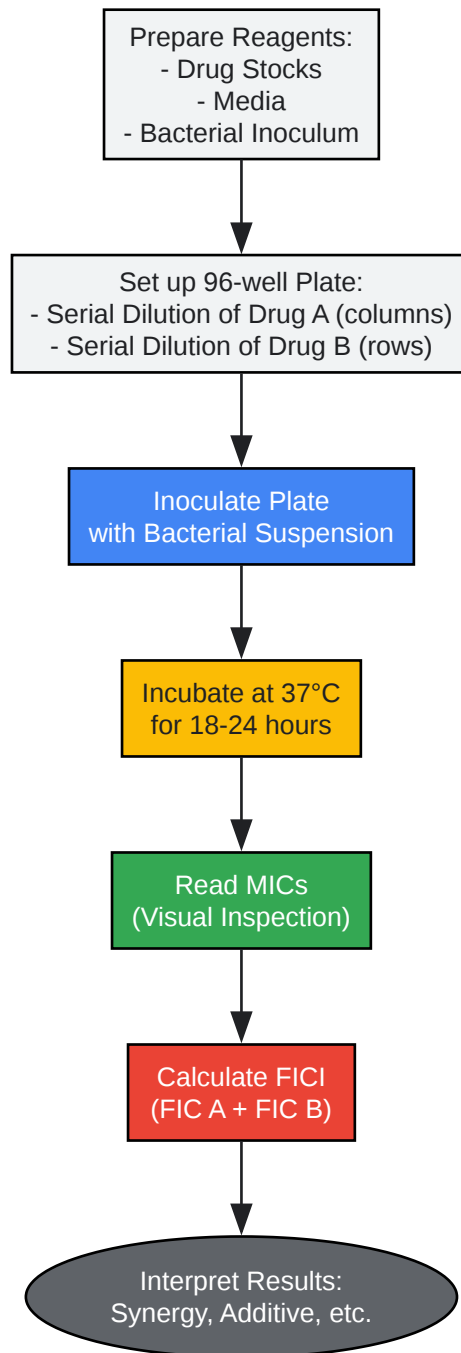 Prepare Reagents:
- Drug Stocks
- Media
- Bacterial Inoculum
Set up 96-well Plate:
- Serial Dilution of Drug A (columns)
- Serial Dilution of Drug B (rows)
Inoculate Plate
with Bacterial Suspension
Incubate at 37°C
for 18-24 hours
Read MICs
(Visual Inspection)
Calculate FICI
(FIC A + FIC B)
Interpret Results:
Synergy, Additive, etc.